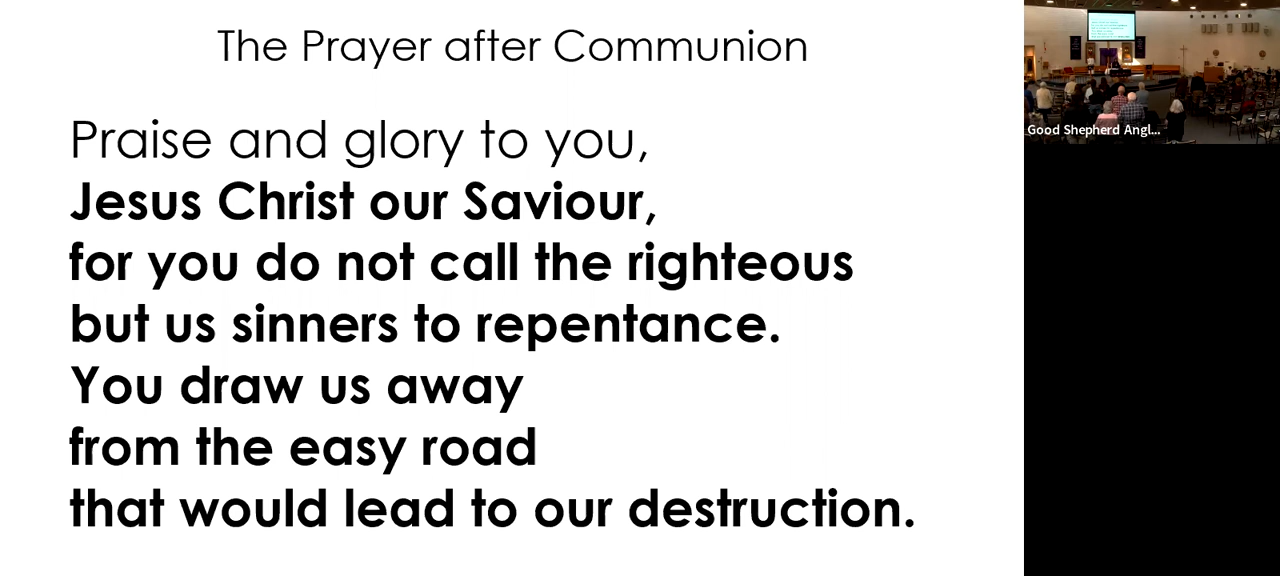 The Prayer after Communion
Praise and glory to you,
Jesus Christ our Saviour,
for you do not call the righteous
but us sinners to repentance.
You draw us away
from the easy road
that would lead to our destruction.
Good Shepherd Angl...